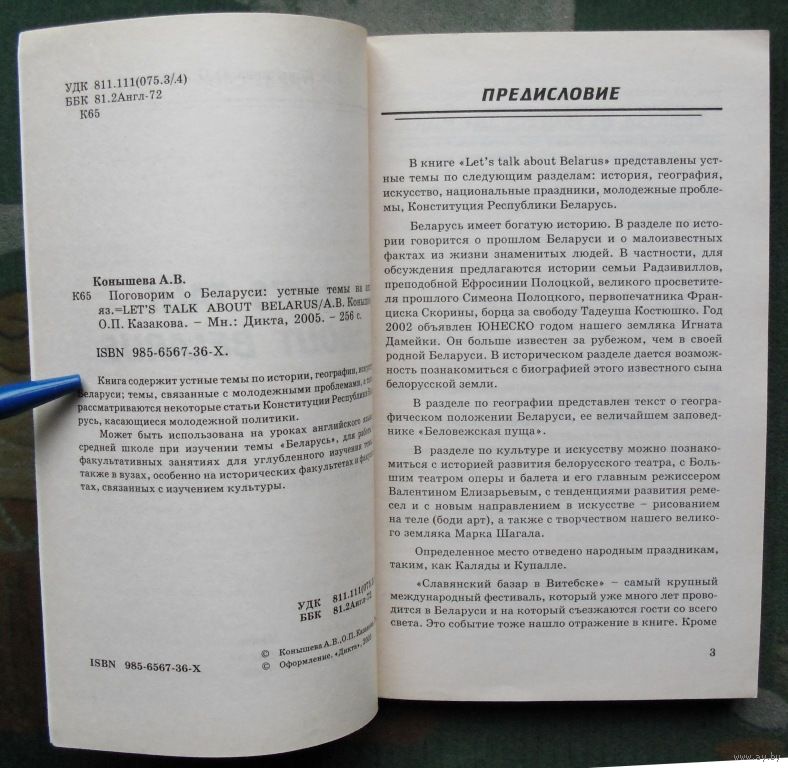 УДК 811.111(075.3/.4)
ББК 81.2Англ-72
К65
Конышева А.В.
К65 Поговорим о Беларуси: устные темы на
яз.=LET'S TALK ABOUT BELARUS/А.В.
О.П. Казакова. – Мн.: Дикта, 2005. – 256 с.
ISBN 985-6567-36-Х.
Книга содержит устные темы по истории, географии,
Беларуси; темы, связанные с молодежными проблемами,
рассматриваются некоторые статьи Конституции Республики
русь, касающиеся молодежной политики.
Может быть использована на уроках английского
средней школе при изучении темы «Беларусь», для
факультативных занятиях для углубленного изучения
также в вузах, особенно на исторических факультетах и
тах, связанных с изучением культуры.
УДК 811.111(075.3
ББК 81.2Англ-72
© Конышева А.В., О.П. Казакова
© Оформление. «Дикта», 2005
ISBN 985-6567-36-Х
ПРЕДИСЛОВИЕ
В книге «Let's talk about Belarus» представлены уст-
ные темы по следующим разделам: история, география,
искусство, национальные праздники, молодежные пробле-
мы, Конституция Республики Беларусь.
Беларусь имеет богатую историю. В разделе по исто-
рии говорится о прошлом Беларуси и о малоизвестных
фактах из жизни знаменитых людей. В частности, для
обсуждения предлагаются истории семьи Радзивиллов,
преподобной Ефросинии Полоцкой, великого просветите-
ля прошлого Симеона Полоцкого, первопечатника Фран-
циска Скорины, борца за свободу Тадеуша Костюшко. Год
2002 объявлен ЮНЕСКО годом нашего земляка Игната
Дамейки. Он больше известен за рубежом, чем в своей
родной Беларуси. В историческом разделе дается возмож-
ность познакомиться с биографией этого известного сына
белорусской земли.
В разделе по географии представлен текст о геогра-
фическом положении Беларуси, ее величайшем заповед-
нике «Беловежская пуща».
В разделе по культуре и искусству можно познако-
миться с историей развития белорусского театра, с Боль-
шим театром оперы и балета и его главным режиссером
Валентином Елизарьевым, с тенденциями развития реме-
сел и с новым направлением в искусстве – рисованием
на теле (боди арт), а также с творчеством нашего велико-
го земляка Марка Шагала.
Определенное место отведено народным праздникам,
таким, как Каляды и Купалле.
«Славянский базар в Витебске» – самый крупный
международный фестиваль, который уже много лет прово-
дится в Беларуси и на который съезжаются гости со всего
света. Это событие тоже нашло отражение в книге. Кроме
3
www.ay.by